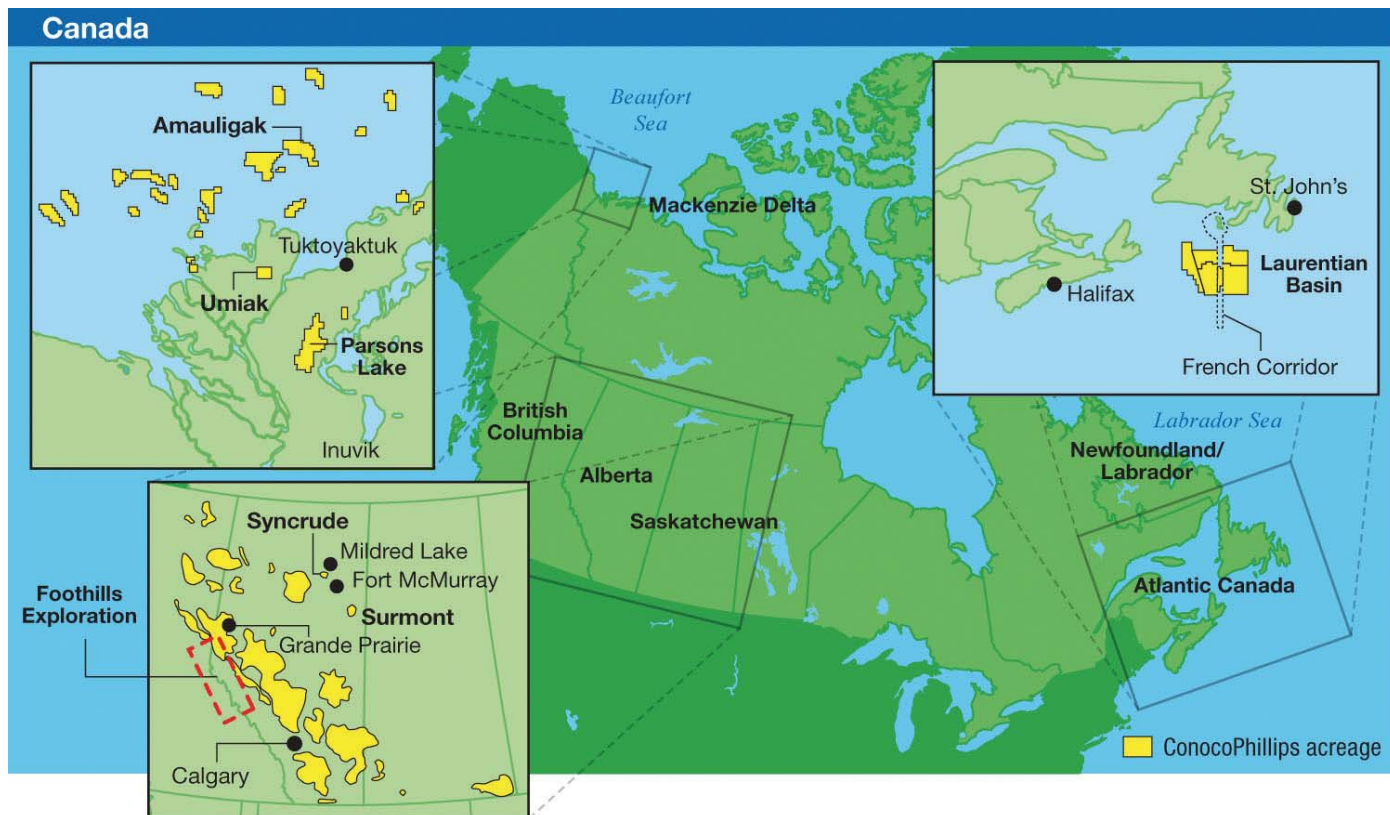 Canada
Beaufort
Sea
Amauligak
Tuktoyaktuk
Umiak
Parsons
Lake
Inuvik
Mackenzie Delta
St. John's
Halifax
Laurentian
Basin
French Corridor
British
Columbia
Alberta
Saskatchewan
Labrador Sea
Newfoundland/
Labrador
Atlantic Canada
Syncrude
Mildred Lake
Fort McMurray
Surmont
Foothills
Exploration
Grande Prairie
Calgary
ConocoPhillips acreage